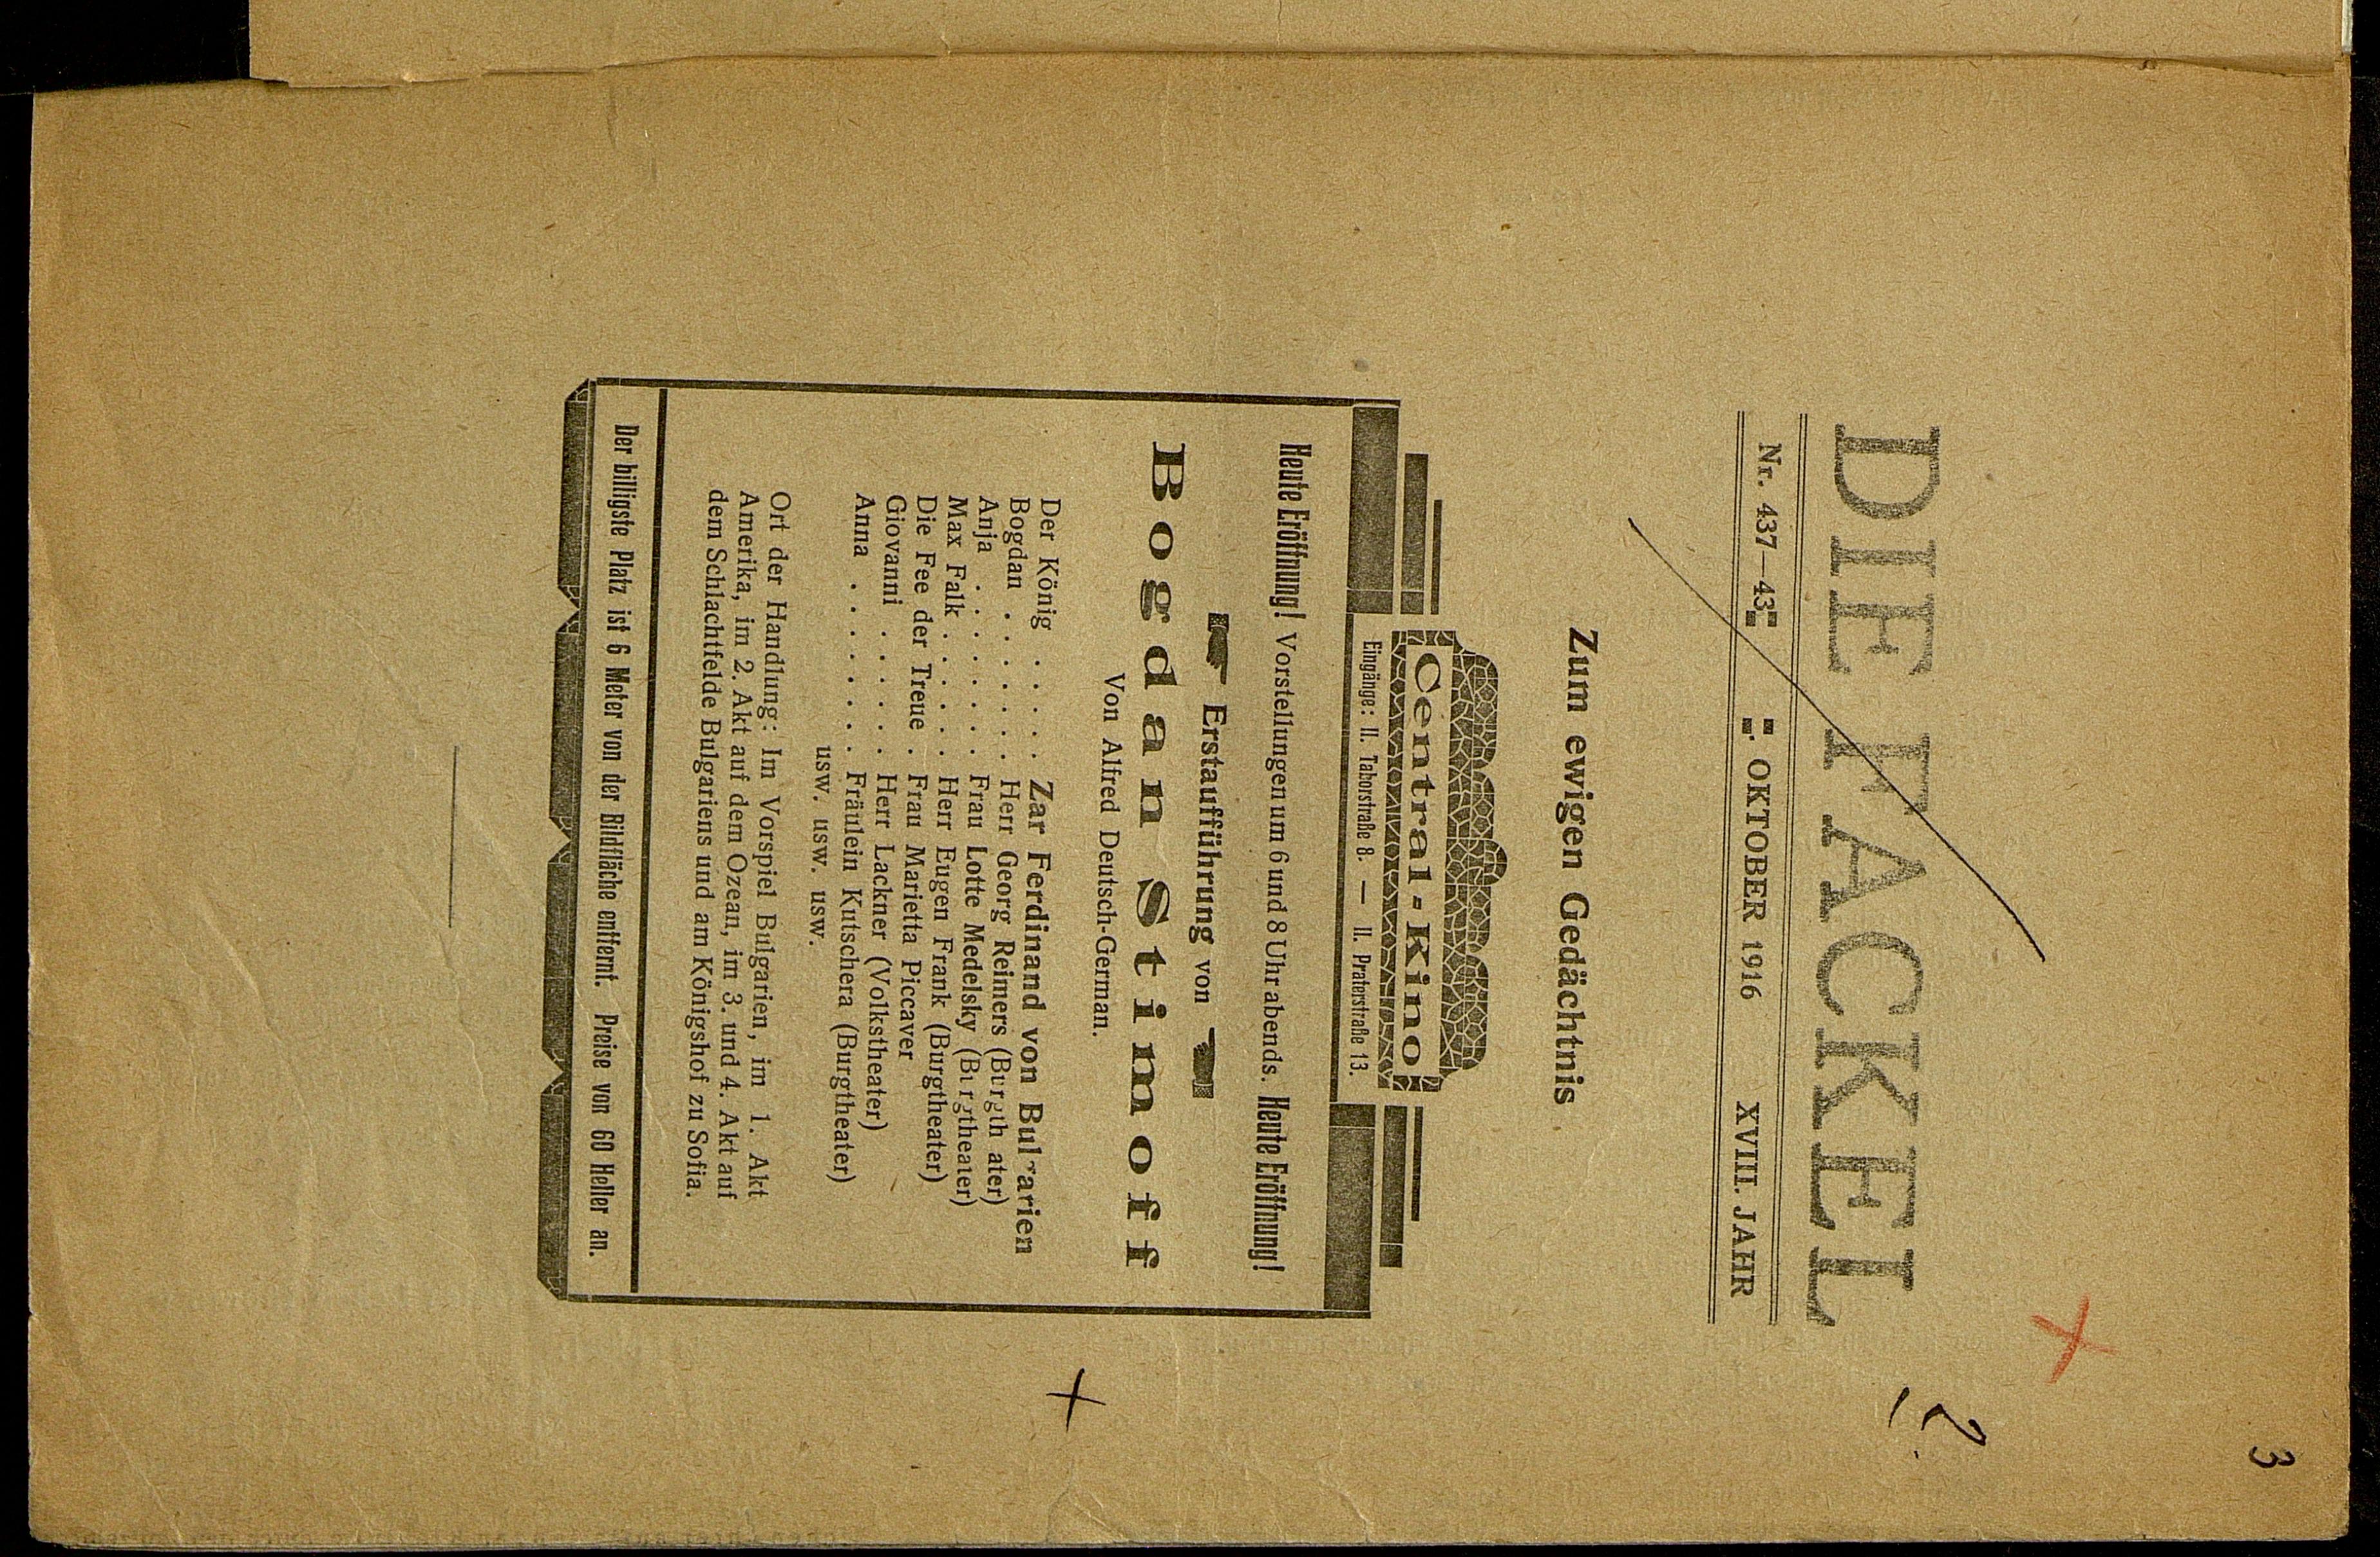 3
DIE FACKEL
Nr. 437—43 OKTOBER 1916 XVIII. JAHR
Zum ewigen Gedächtnis
Central-Kino
Eingänge: II. Taborstraße 8. — II. Praterstraße 13.
Heute Eröffnung! Vorstellungen um 6 und 8 Uhr abends. Heute Eröffnung!
Erstaufführung von
Bogdan Stimoff
Von Alfred Deutsch-German.
Der König . . . . Zar Ferdinand von Bulgarien
Bogdan . . . . . . Herr Georg Reimers (Burgth ater)
Anja . . . . . . . Frau Lotte Medelsky (Burgtheater)
Max Falk . . . . . Herr Eugen Frank (Burgtheater)
Die Fee der Treue . Frau Marietta Piccaver
Giovanni . . . . . Herr Lackner (Volkstheater)
Anna . . . . . . . Fräulein Kutschera (Burgtheater)
usw. usw. usw.
Ort der Handlung: Im Vorspiel Bulgarien, im 1. Akt
Amerika, im 2. Akt auf dem Ozean, im 3. und 4. Akt auf
dem Schlachtfelde Bulgariens und am Königshof zu Sofia.
Der billigste Platz ist 6 Meter von der Bildfläche entfernt. Preise von 60 Heller an.